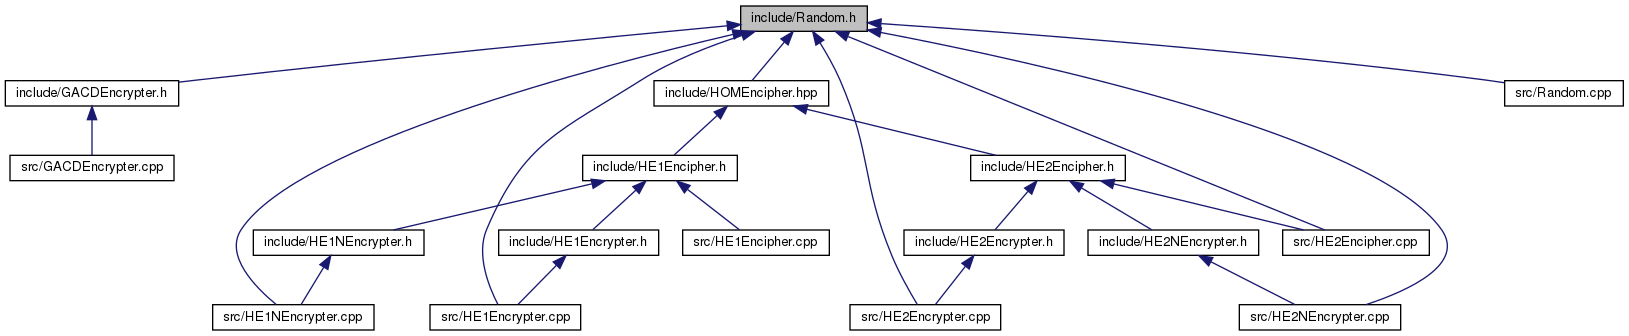 include/Random.h
include/GACDEncrypter.h
include/HOMEncipher.hpp
src/Random.cpp
src/GACDEncrypter.cpp
include/HE1Encipher.h
include/HE2Encipher.h
include/HE1NEncrypter.h
include/HE1Encrypter.h
src/HE1Encipher.cpp
include/HE2Encrypter.h
include/HE2NEncrypter.h
src/HE2Encipher.cpp
src/HE1NEncrypter.cpp
src/HE1Encrypter.cpp
src/HE2Encrypter.cpp
src/HE2NEncrypter.cpp